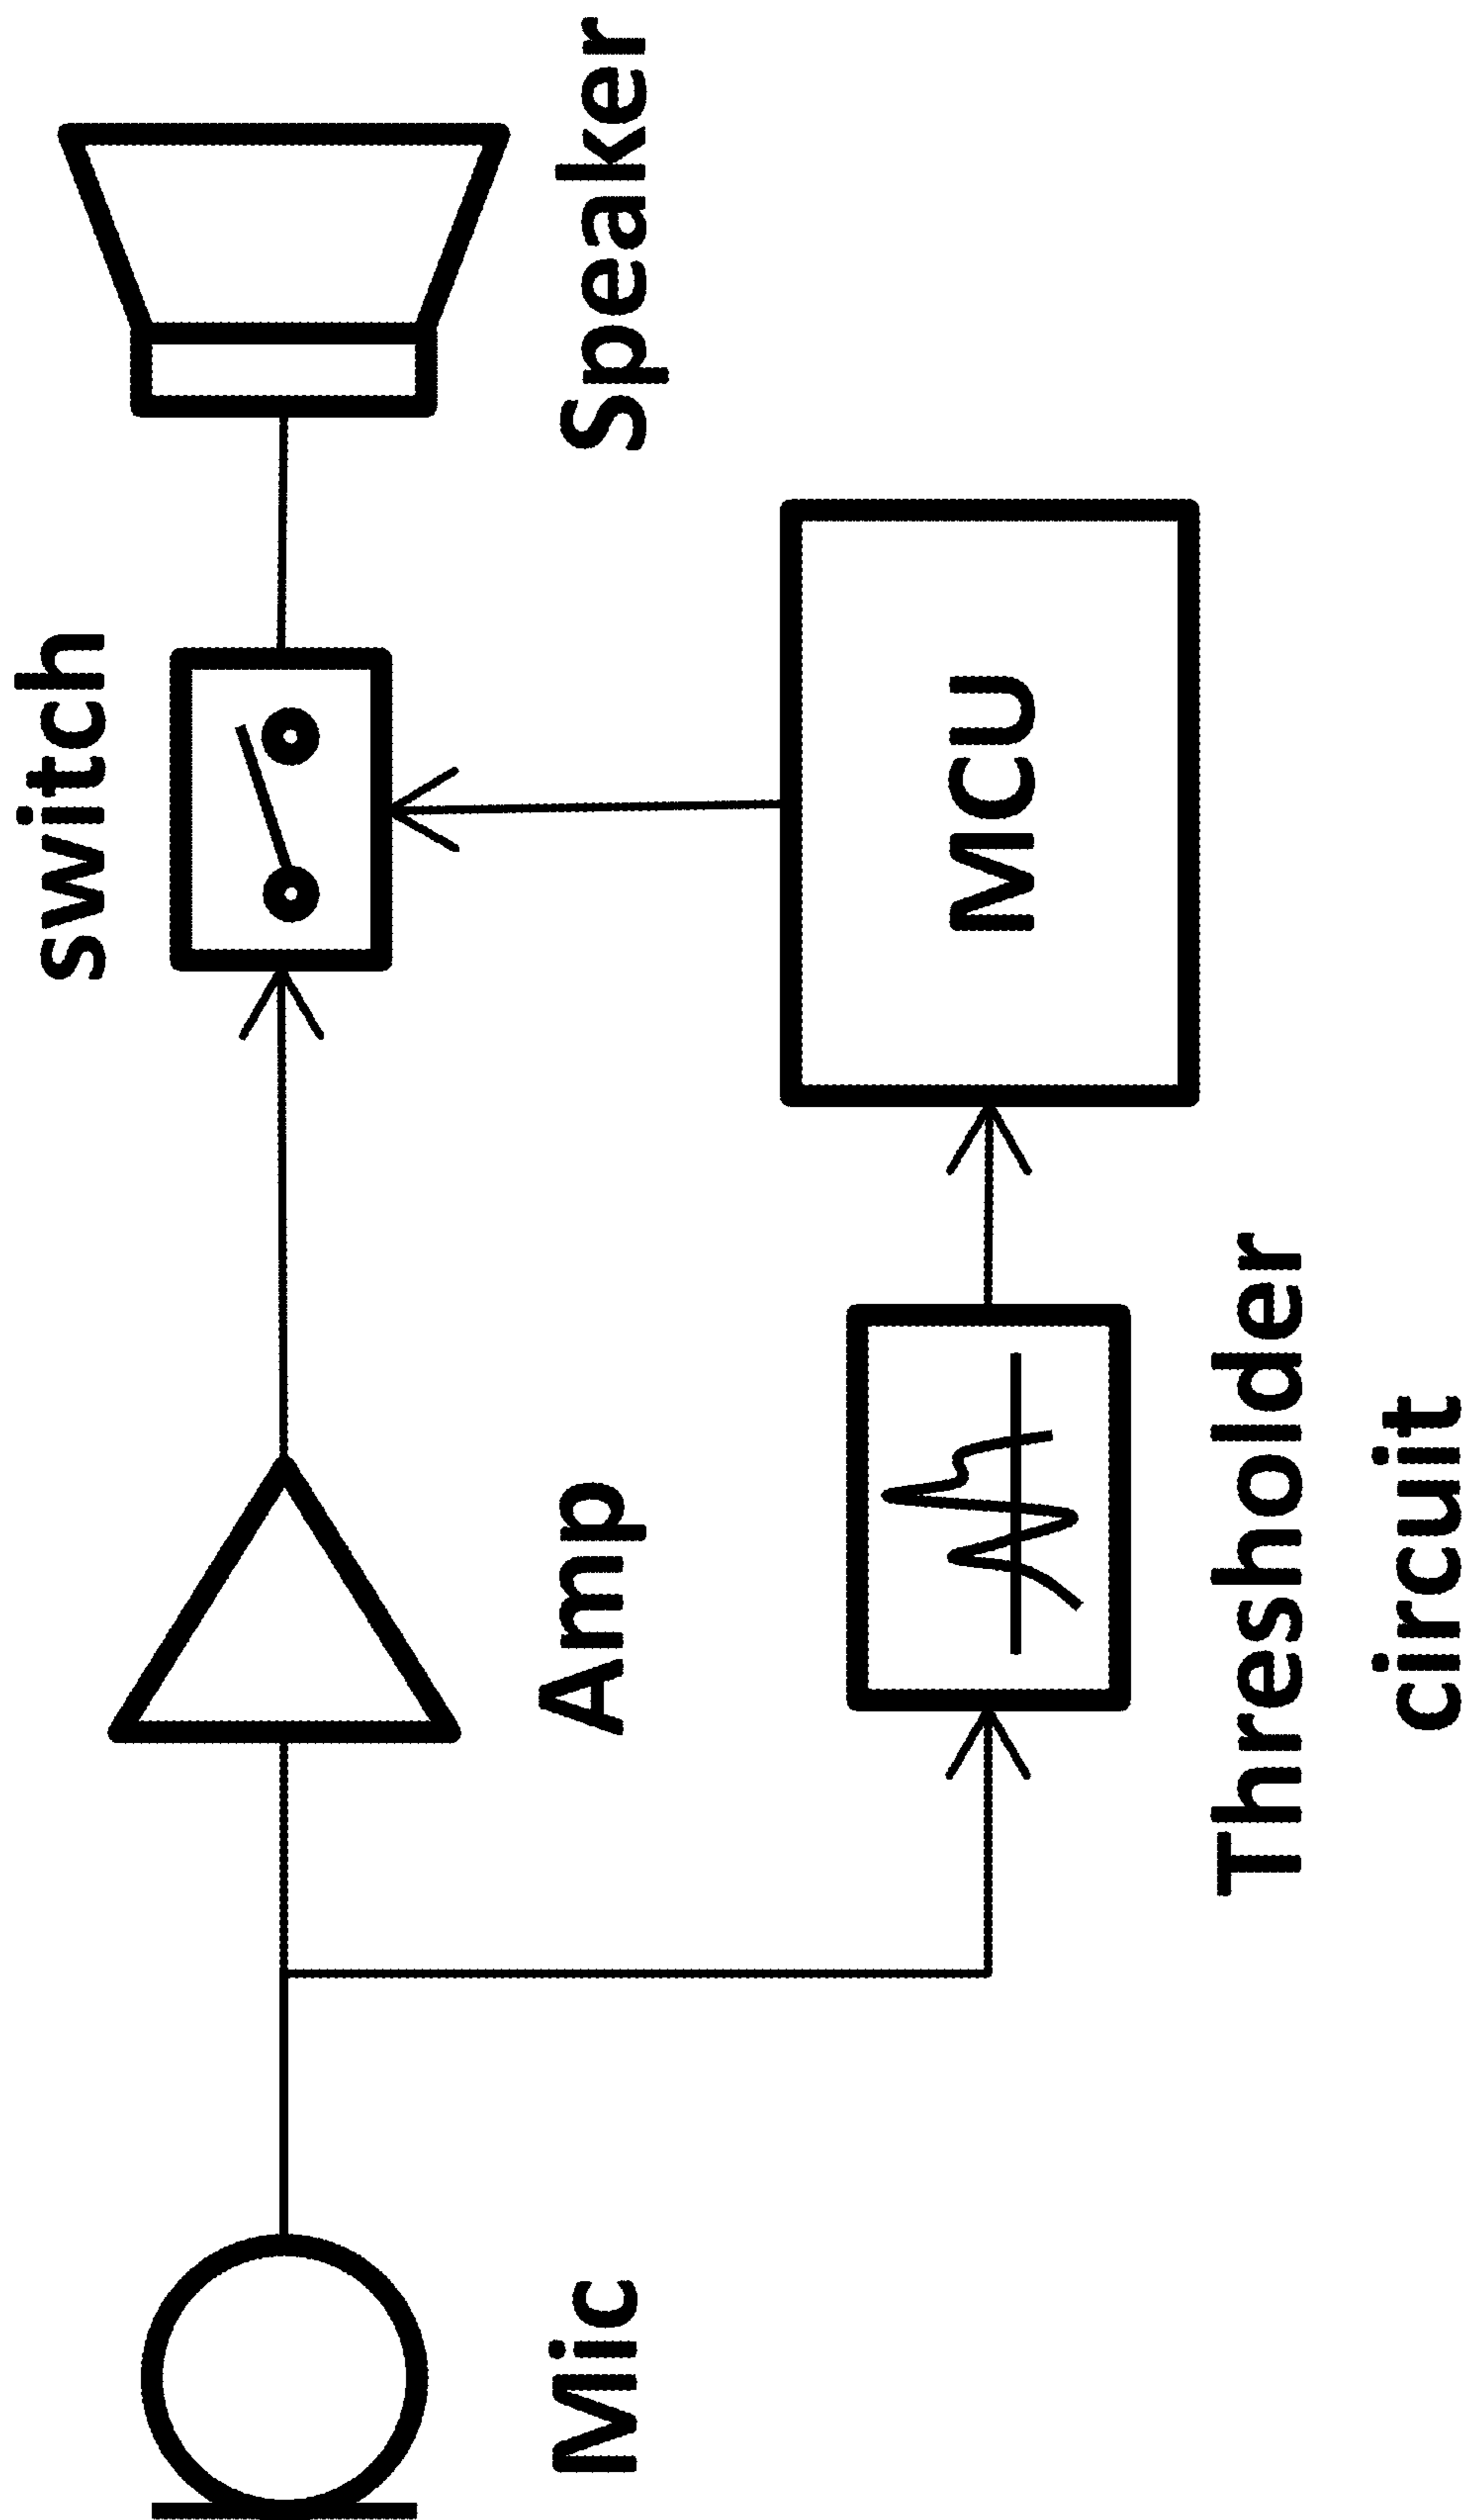 switch
Speaker
Mic
Amp
MCU
Thresholder
circuit